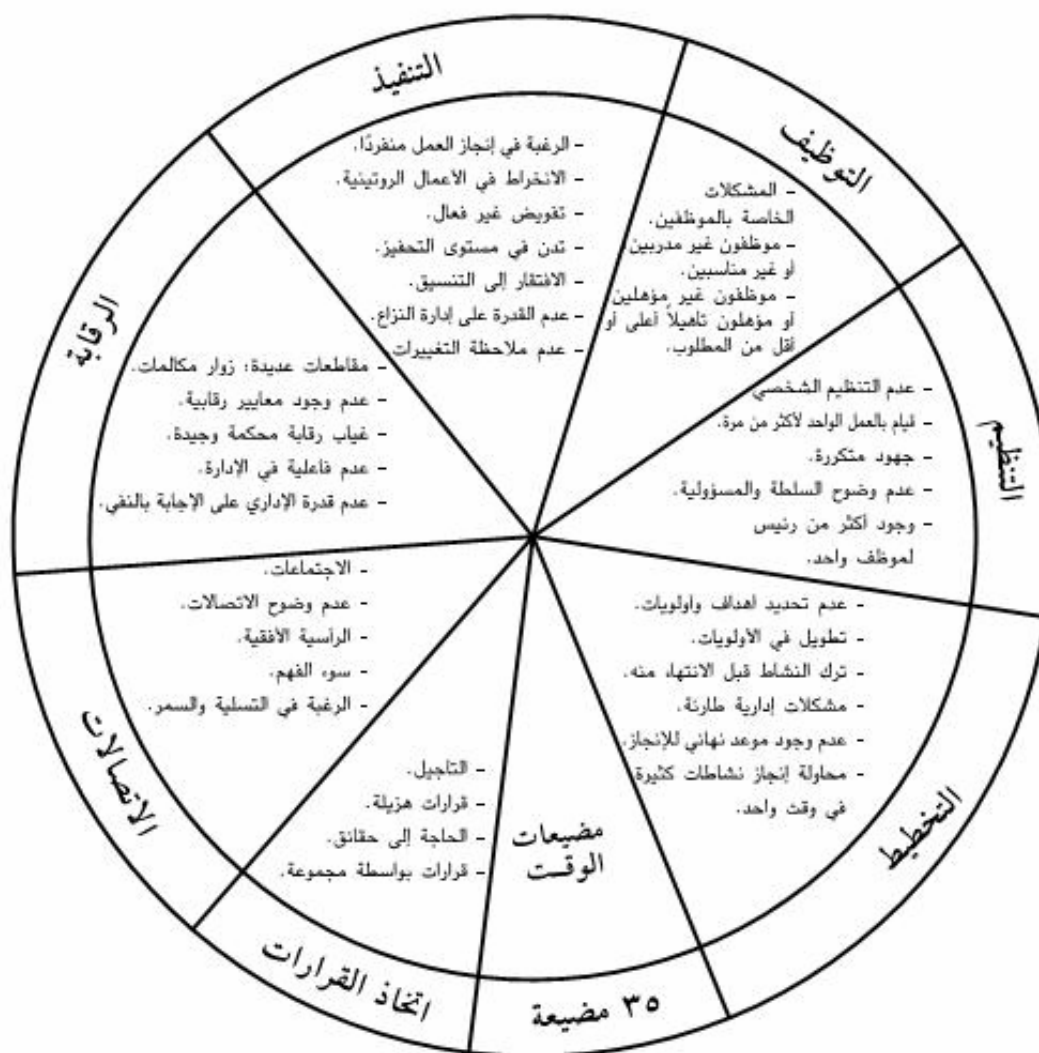 التنفيذ
- الرغبة في إنجاز العمل منفردًا.
- الانخراط في الأعمال الروتينية.
- تفويض غير فعال.
- تدن في مستوى التحفيز.
- الافتقار إلى التنسيق.
- عدم القدرة على إدارة النزاع.
- عدم ملاحظة التغييرات
التوظيف
- المشكلات
الخاصة بالموظفين.
- موظفون غير مدربين
أو غير مناسبين.
- موظفون غير مؤهلين
أو مؤهلون تأهيلاً أعلى أو
أقل من المطلوب.
التنظيم
- عدم التنظيم الشخصي
- قيام بالعمل الواحد لأكثر من مرة.
- جهود متكررة.
- عدم وضوح السلطة والمسؤولية.
- وجود أكثر من رئيس
لموظف واحد.
التخطيط
- عدم تحديد أهداف وأولويات.
- تطويل في الأولويات.
- ترك النشاط قبل الانتهاء منه.
- مشكلات إدارية طارئة.
- عدم وجود موعد نهائي للإنجاز.
- محاولة إنجاز نشاطات كثيرة
في وقت واحد.
مضيعات
الوقت
٣٥ مضيعة
اتخاذ القرارات
- التأجيل.
- قرارات هزيلة.
- الحاجة إلى حقائق.
- قرارات بواسطة مجموعة.
الاتصالات
- الاجتماعات.
- عدم وضوح الاتصالات.
- الرأسية الأفقية.
- سوء الفهم.
- الرغبة في التسلية والسمر.
الرقابة
- مقاطعات عديدة؛ زوار مكالمات.
- عدم وجود معايير رقابية.
- غياب رقابة محكمة وجيدة.
- عدم فاعلية في الإدارة.
- عدم قدرة الإداري على الإجابة بالنفي.